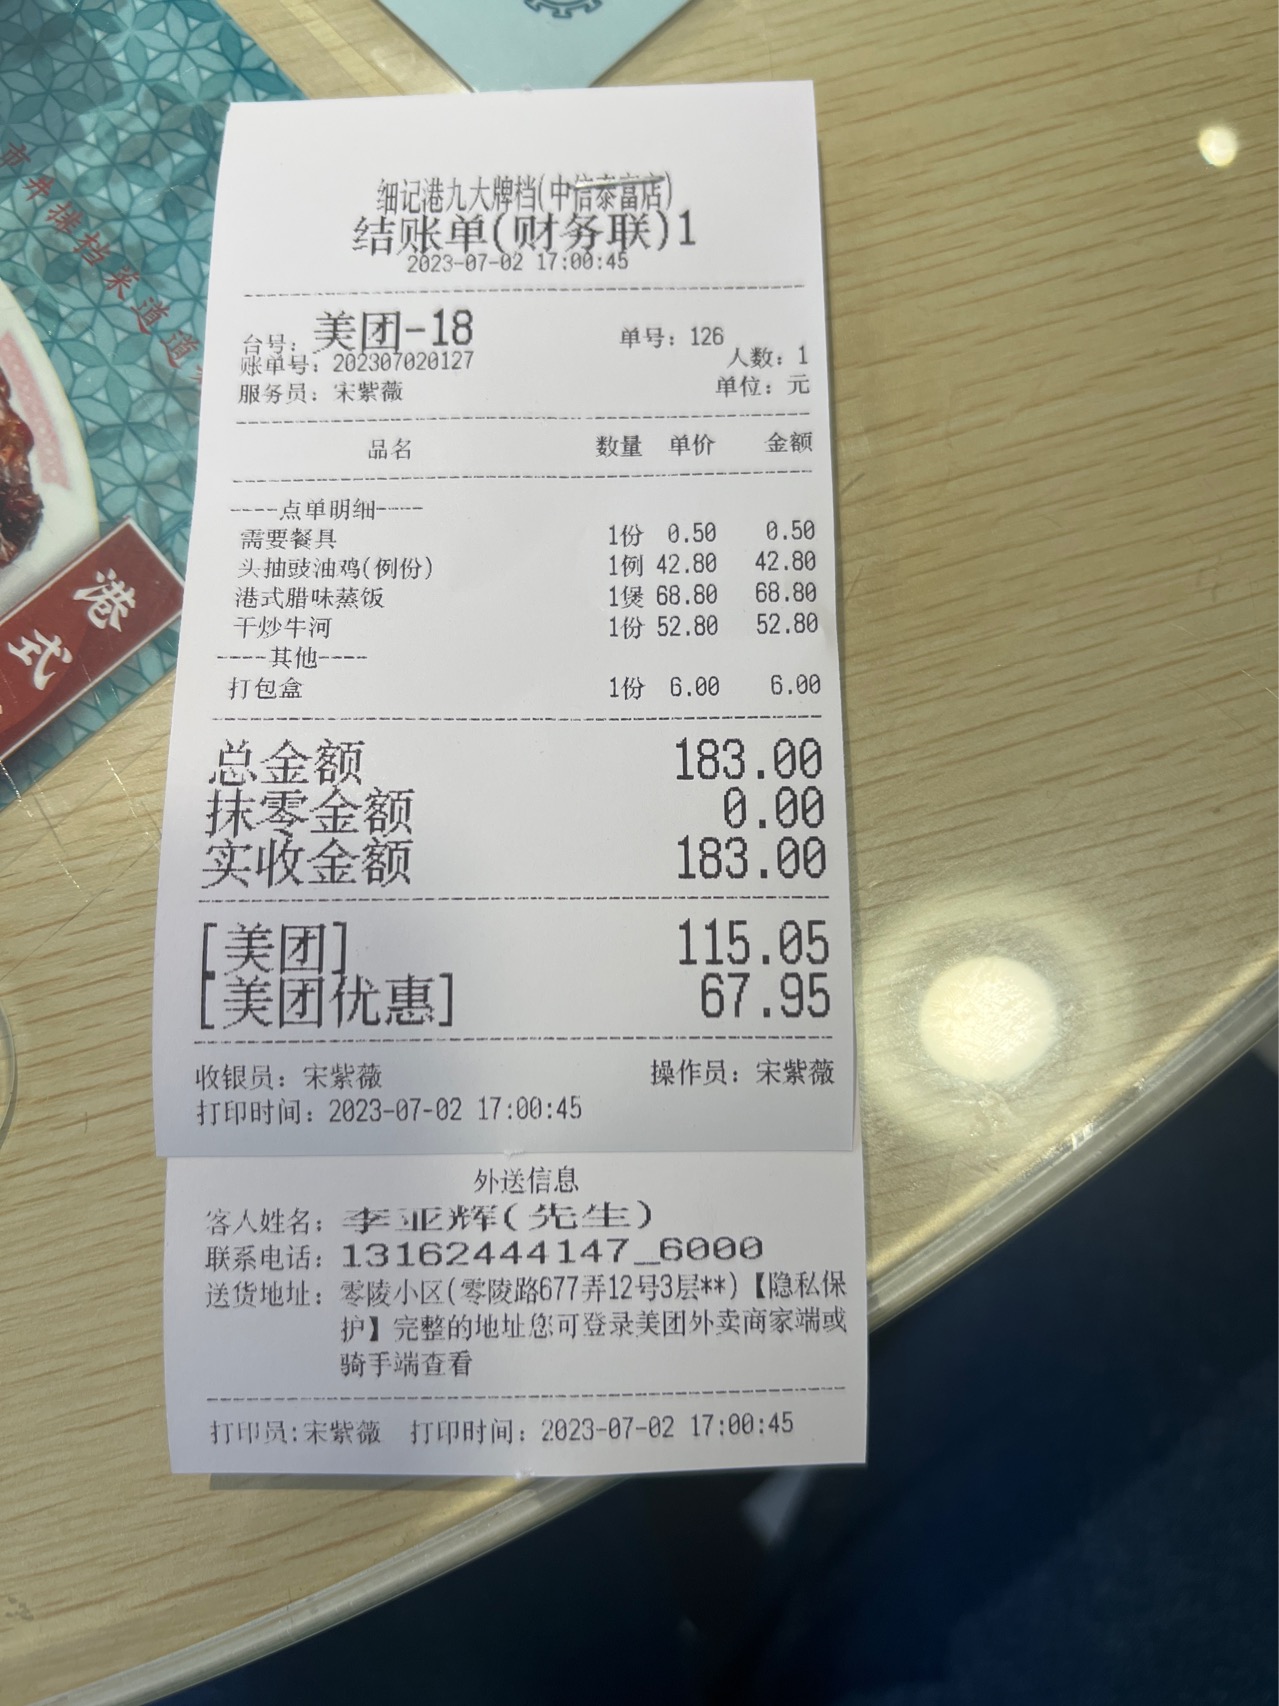 市井排档菜道道
港式
细记港九大牌档(中信泰富店)
结账单(财务联)1
2023-07-02 17:00:45
台号: 美团-18 单号: 126
账单号: 202307020127 人数: 1
服务员: 宋紫薇 单位: 元
品名 数量 单价 金额
----点单明细----
需要餐具 1份 0.50 0.50
头抽豉油鸡(例份) 1例 42.80 42.80
港式腊味蒸饭 1煲 68.80 68.80
干炒牛河 1份 52.80 52.80
----其他----
打包盒 1份 6.00 6.00
总金额 183.00
抹零金额 0.00
实收金额 183.00
[美团] 115.05
[美团优惠] 67.95
收银员: 宋紫薇 操作员: 宋紫薇
打印时间: 2023-07-02 17:00:45
外送信息
客人姓名: 李亚辉(先生)
联系电话: 13162444147_6000
送货地址: 零陵小区(零陵路677弄12号3层**)【隐私保
护】完整的地址您可登录美团外卖商家端或
骑手端查看
打印员:宋紫薇 打印时间: 2023-07-02 17:00:45